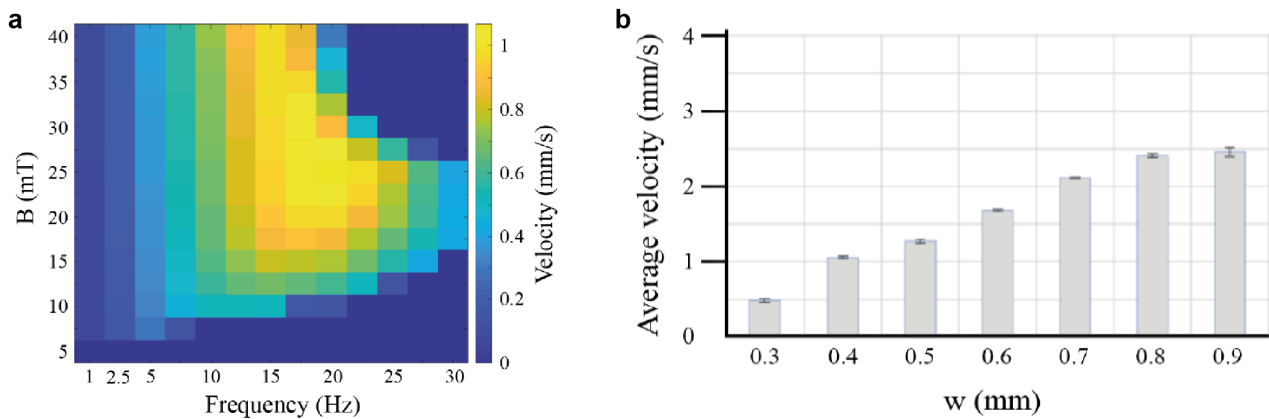 a
B (mT)
40
35
30
25
20
15
10
5
1 2.5 5 10 15 20 25 30
Frequency (Hz)
1
0.8
0.6
0.4
0.2
0
Velocity (mm/s)
b
Average velocity (mm/s)
4
3
2
1
0
0.3 0.4 0.5 0.6 0.7 0.8 0.9
w (mm)